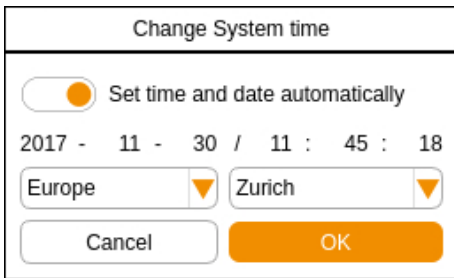 Change System time
Set time and date automatically
2017 - 11 - 30 / 11 : 45 : 18
Europe Zurich
Cancel OK